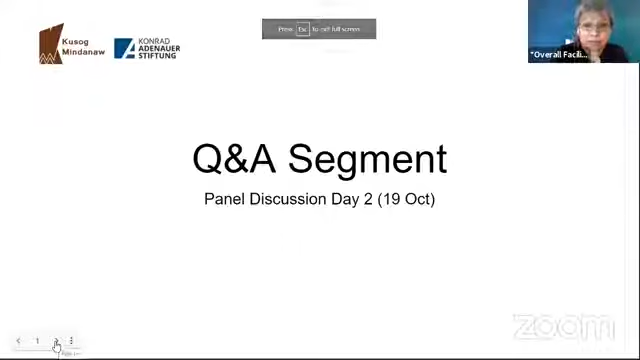 Kusog
Mindanaw
KONRAD
ADENAUER
STIFTUNG
Press Esc to exit full screen
*Overall Facili...
Q&A Segment
Panel Discussion Day 2 (19 Oct)
1
zoom